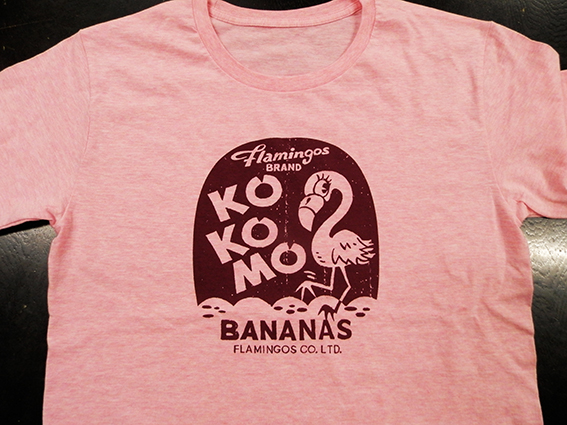 Flamingos
BRAND
KO
KO
MO
BANANAS
FLAMINGOS CO. LTD.